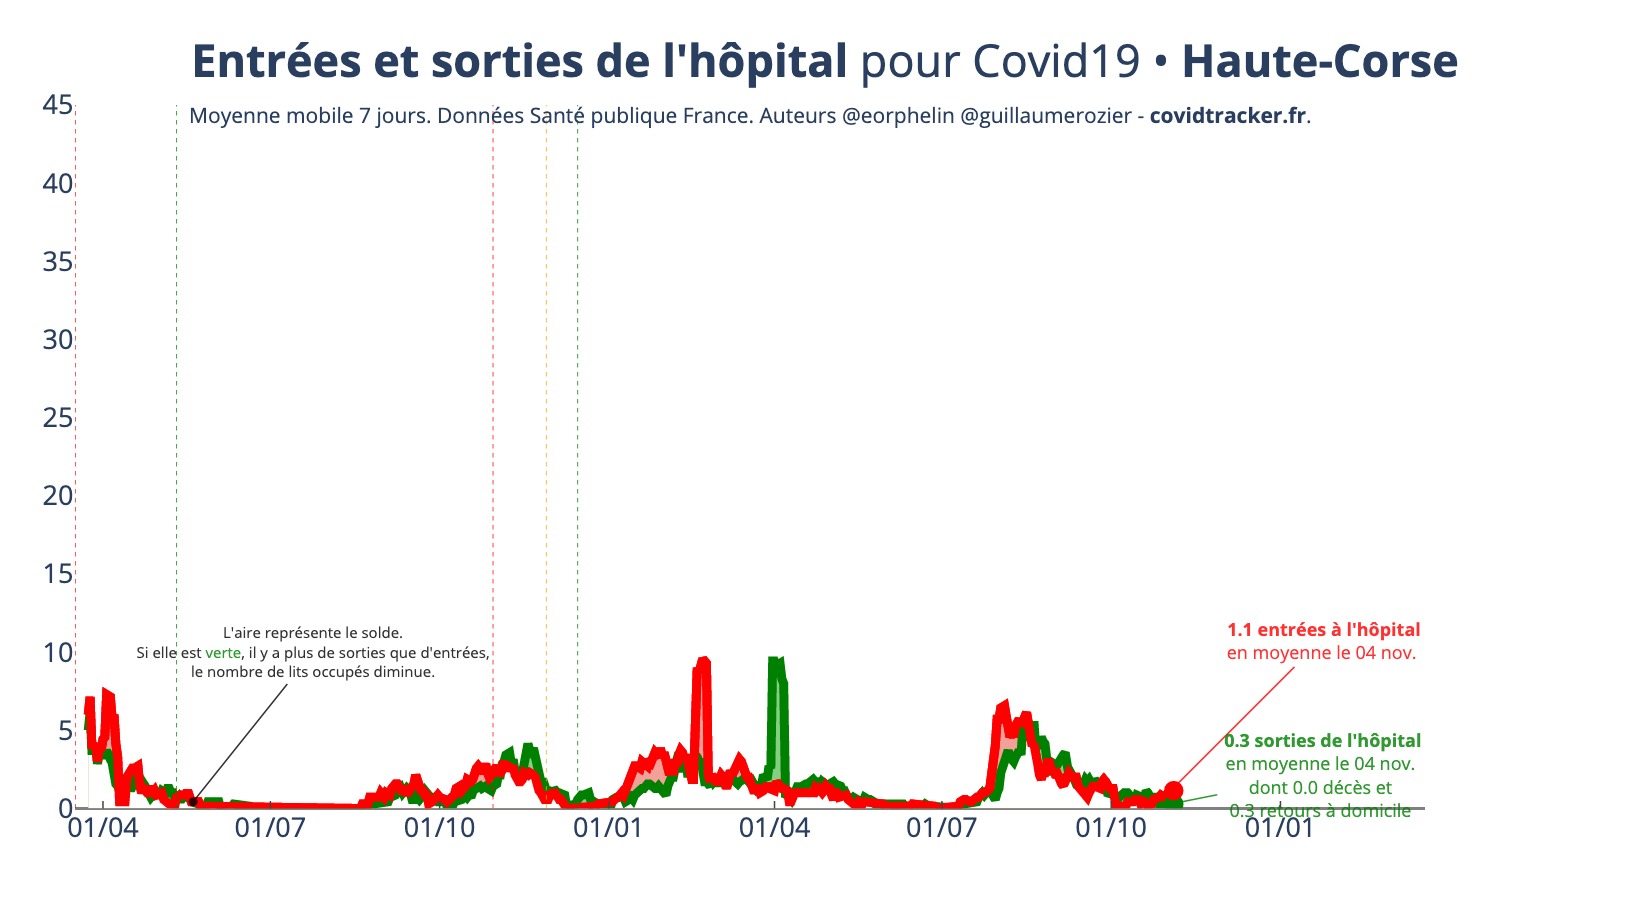 Entrées et sorties de l'hôpital pour Covid19 • Haute-Corse
Moyenne mobile 7 jours. Données Santé publique France. Auteurs @eorphelin @guillaumerozier - covidtracker.fr.
45
40
35
30
25
20
15
10
5
0
L'aire représente le solde.
Si elle est verte, il y a plus de sorties que d'entrées,
le nombre de lits occupés diminue.
1.1 entrées à l'hôpital
en moyenne le 04 nov.
0.3 sorties de l'hôpital
en moyenne le 04 nov.
dont 0.0 décès et
0.3 retours à domicile
01/04 01/07 01/10 01/01 01/04 01/07 01/10 01/01